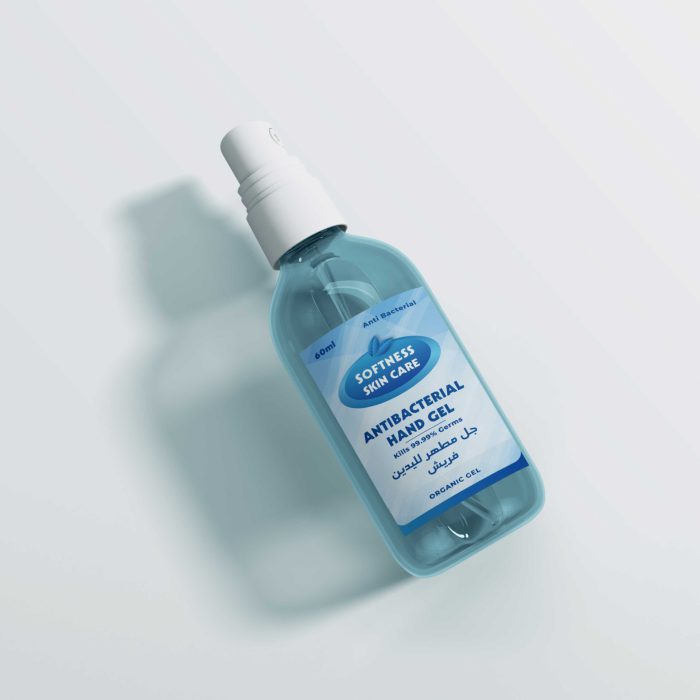 60ml
Anti Bacterial
SOFTNESS
SKIN CARE
ANTIBACTERIAL
HAND GEL
Kills 99.99% Germs
جل مطهر لليدين
فريش
ORGANIC GEL